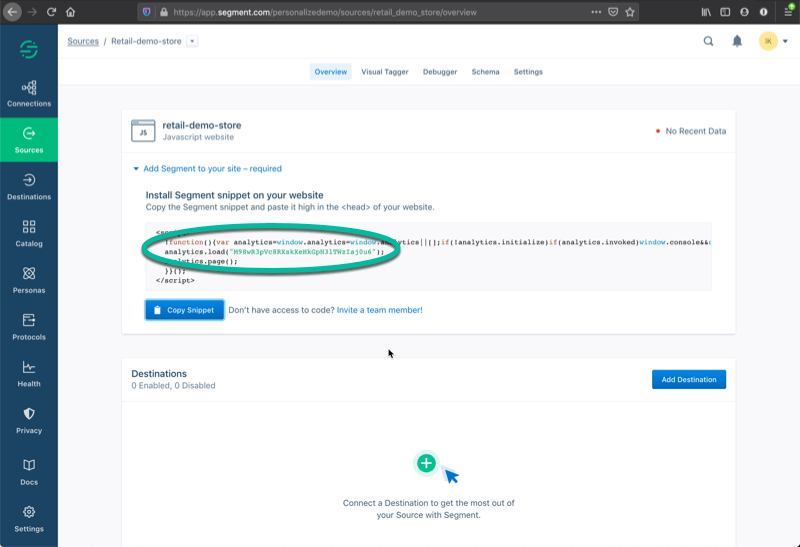 https://app.segment.com/personalizedemo/sources/retail_demo_store/overview
Sources / Retail-demo-store
IK
Overview Visual Tagger Debugger Schema Settings
Connections
Sources
Destinations
Catalog
Personas
Protocols
Health
Privacy
Docs
Settings
JS
retail-demo-store
Javascript website
No Recent Data
Add Segment to your site – required
Install Segment snippet on your website
Copy the Segment snippet and paste it high in the <head> of your website.
<script>
!function(){var analytics=window.analytics=window.analytics||[];if(!analytics.initialize)if(analytics.invoked)window.console&&c
analytics.load("
");
analytics.page();
}}();
</script>
Copy Snippet Don't have access to code? Invite a team member!
Destinations
0 Enabled, 0 Disabled
Add Destination
Connect a Destination to get the most out of
your Source with Segment.